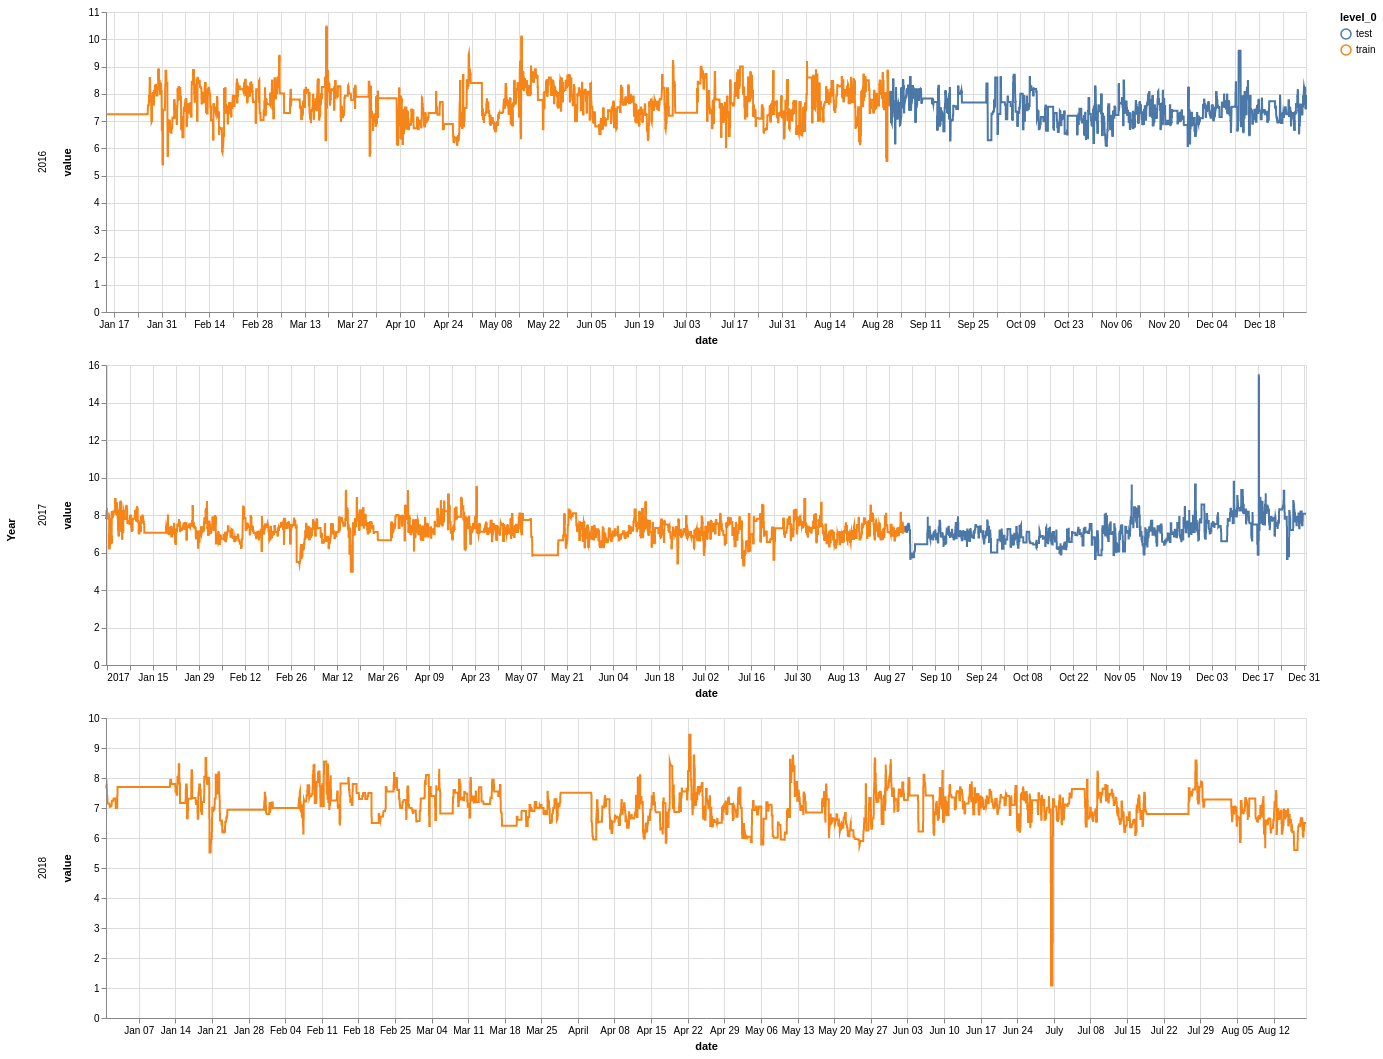 level_0
test
train
11
10
9
8
7
6
5
4
3
2
1
0
2016
value
Jan 17 Jan 31 Feb 14 Feb 28 Mar 13 Mar 27 Apr 10 Apr 24 May 08 May 22 Jun 05 Jun 19 Jul 03 Jul 17 Jul 31 Aug 14 Aug 28 Sep 11 Sep 25 Oct 09 Oct 23 Nov 06 Nov 20 Dec 04 Dec 18
date
Year
16
14
12
10
8
6
4
2
0
2017
value
2017 Jan 15 Jan 29 Feb 12 Feb 26 Mar 12 Mar 26 Apr 09 Apr 23 May 07 May 21 Jun 04 Jun 18 Jul 02 Jul 16 Jul 30 Aug 13 Aug 27 Sep 10 Sep 24 Oct 08 Oct 22 Nov 05 Nov 19 Dec 03 Dec 17 Dec 31
date
10
9
8
7
6
5
4
3
2
1
0
2018
value
Jan 07 Jan 14 Jan 21 Jan 28 Feb 04 Feb 11 Feb 18 Feb 25 Mar 04 Mar 11 Mar 18 Mar 25 April Apr 08 Apr 15 Apr 22 Apr 29 May 06 May 13 May 20 May 27 Jun 03 Jun 10 Jun 17 Jun 24 July Jul 08 Jul 15 Jul 22 Jul 29 Aug 05 Aug 12
date